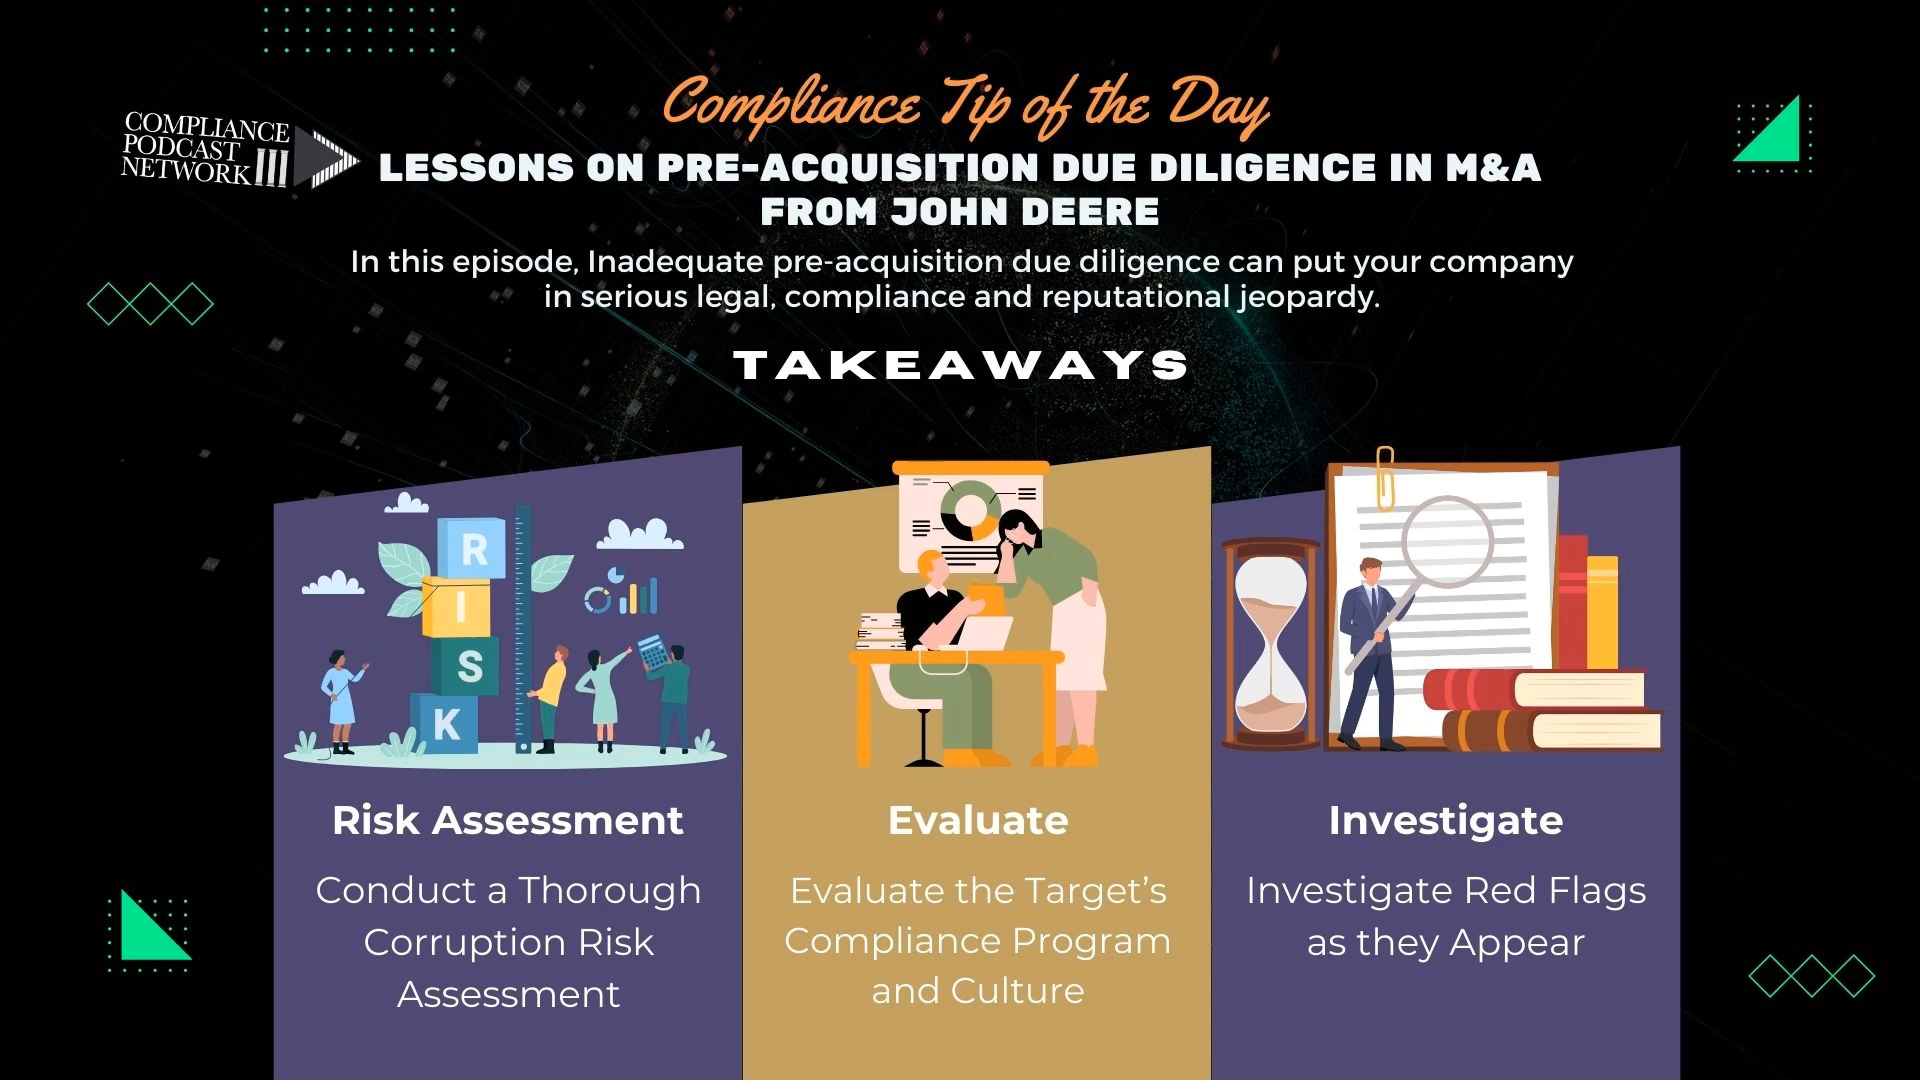 Compliance Tip of the Day
COMPLIANCE
PODCAST
NETWORK
LESSONS ON PRE-ACQUISITION DUE DILIGENCE IN M&A
FROM JOHN DEERE
In this episode, Inadequate pre-acquisition due diligence can put your company
in serious legal, compliance and reputational jeopardy.
TAKEAWAYS
R
I
S
K
Risk Assessment
Conduct a Thorough
Corruption Risk
Assessment
Evaluate
Evaluate the Target's
Compliance Program
and Culture
Investigate
Investigate Red Flags
as they Appear